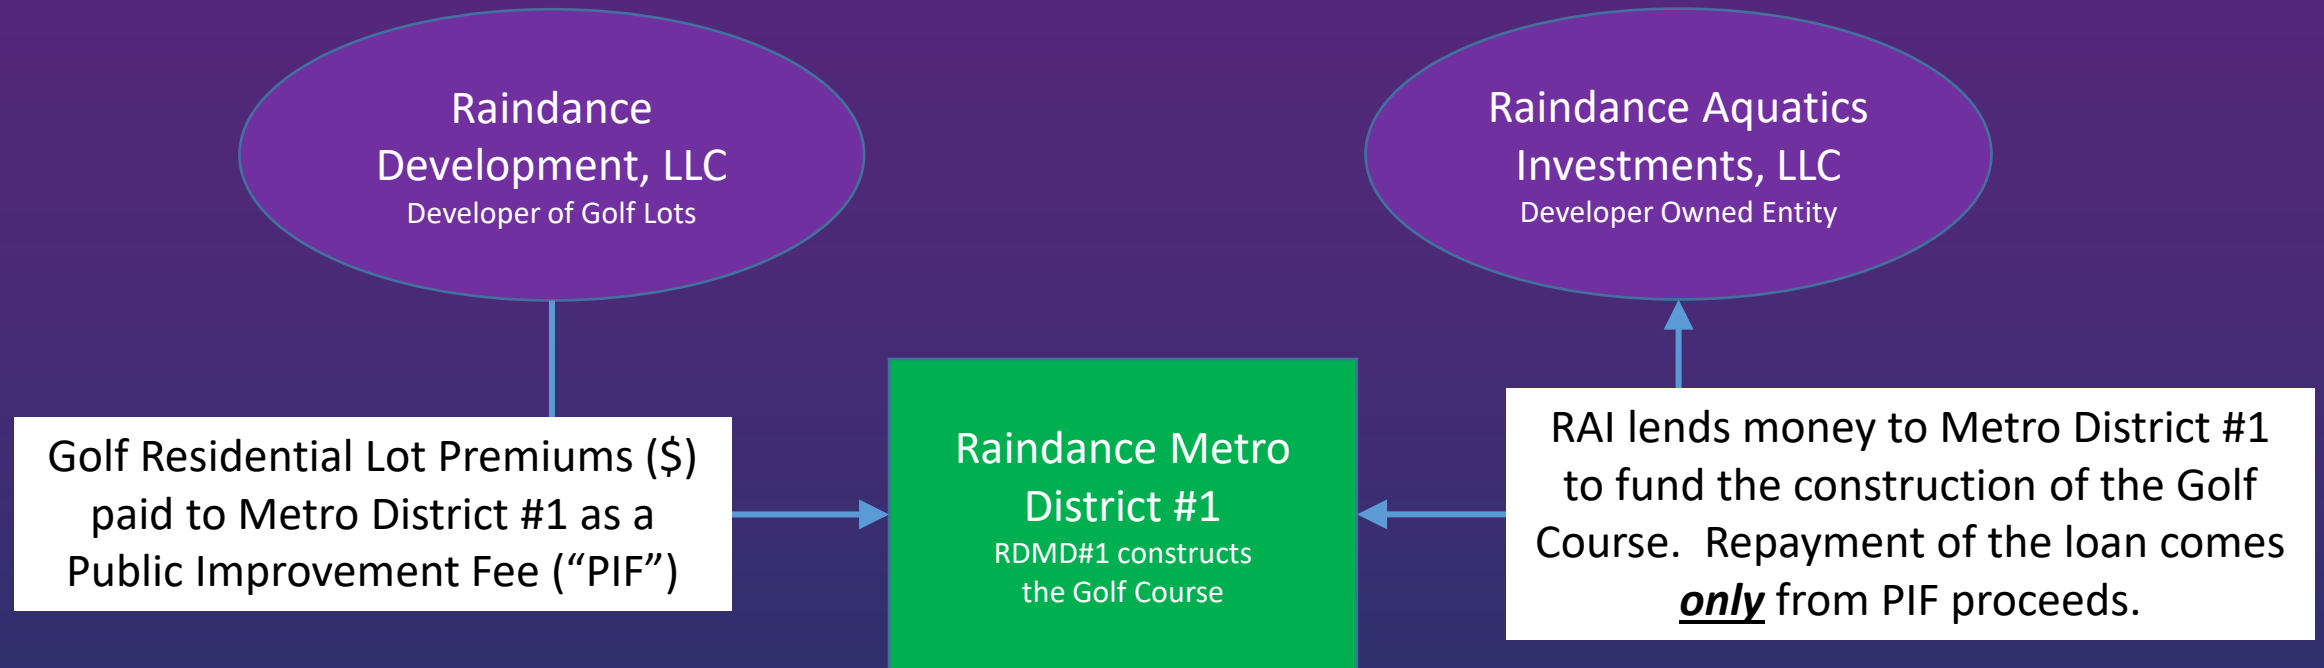 Raindance
Development, LLC
Developer of Golf Lots
Raindance Aquatics
Investments, LLC
Developer Owned Entity
Golf Residential Lot Premiums ($)
paid to Metro District #1 as a
Public Improvement Fee (“PIF”)
Raindance Metro
District #1
RDMD#1 constructs
the Golf Course
RAI lends money to Metro District #1
to fund the construction of the Golf
Course.  Repayment of the loan comes
only from PIF proceeds.